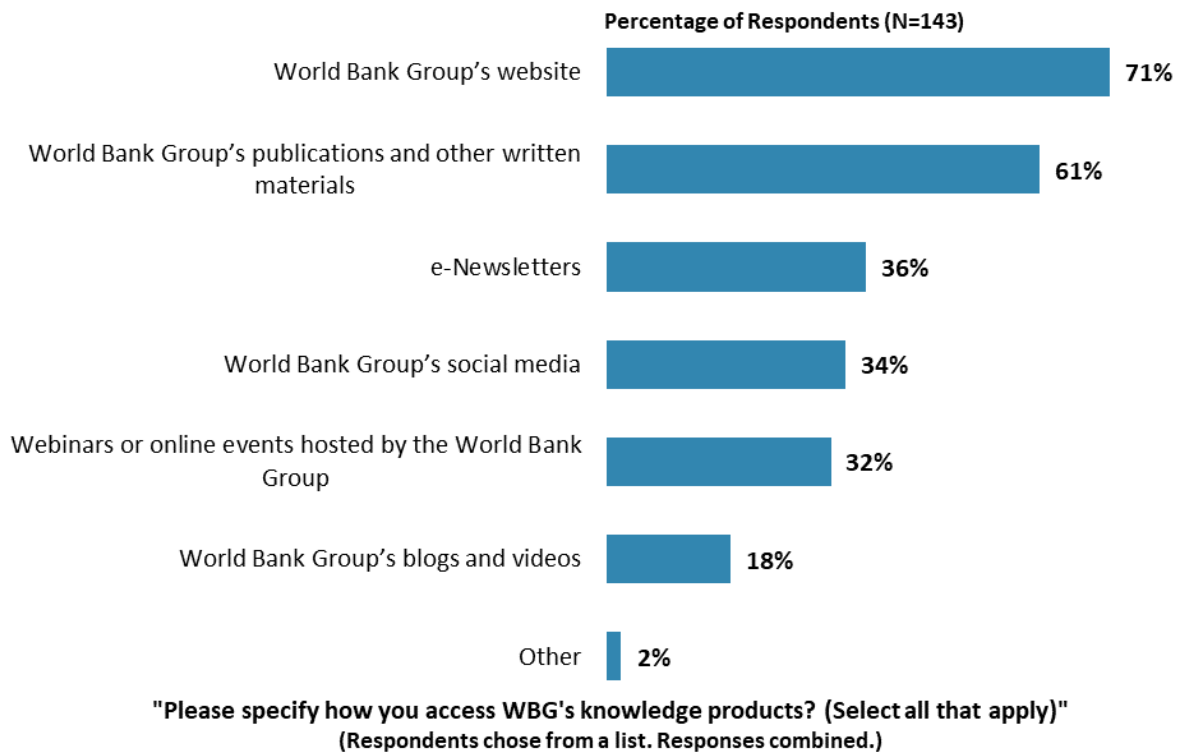 Percentage of Respondents (N=143)
World Bank Group’s website
71%
World Bank Group’s publications and other written
materials
61%
e-Newsletters
36%
World Bank Group’s social media
34%
Webinars or online events hosted by the World Bank
Group
32%
World Bank Group’s blogs and videos
18%
Other
2%
"Please specify how you access WBG's knowledge products? (Select all that apply)"
(Respondents chose from a list. Responses combined.)